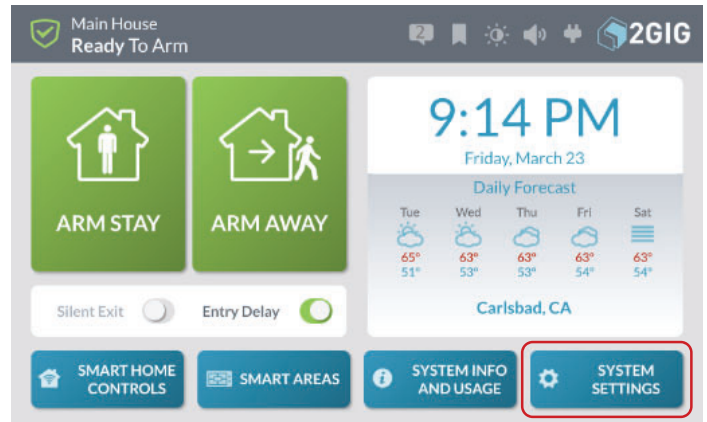 Main House
Ready To Arm
2
2GIG
ARM STAY
ARM AWAY
9:14 PM
Friday, March 23
Daily Forecast
Tue Wed Thu Fri Sat
65° 63° 63° 63° 63°
51° 53° 53° 54° 54°
Carlsbad, CA
Silent Exit
Entry Delay
SMART HOME
CONTROLS
SMART AREAS
SYSTEM INFO
AND USAGE
SYSTEM
SETTINGS